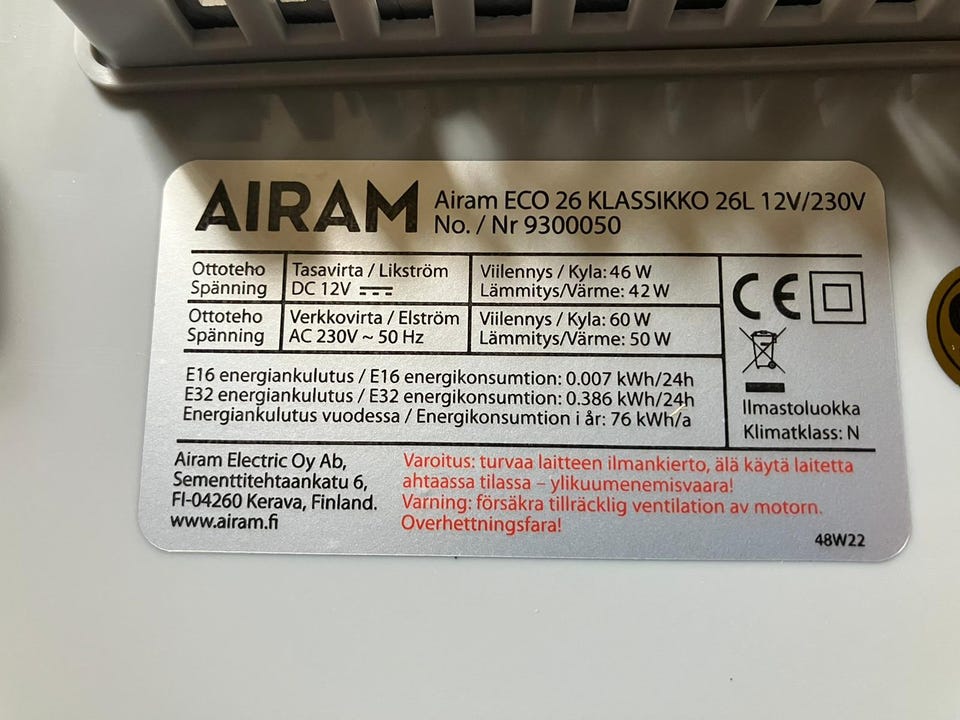 AIRAM
Airam ECO 26 KLASSIKKO 26L 12V/230V
No. / Nr 9300050
Ottoteho
Spänning
Tasavirta / Likström
DC 12V
Viilennys / Kyla: 46 W
Lämmitys/Värme: 42 W
Ottoteho
Spänning
Verkkovirta / Elström
AC 230V ~ 50 Hz
Viilennys / Kyla: 60 W
Lämmitys/Värme: 50 W
CE
E16 energiankulutus / E16 energikonsumtion: 0.007 kWh/24h
E32 energiankulutus / E32 energikonsumtion: 0.386 kWh/24h
Energiankulutus vuodessa / Energikonsumtion i år: 76 kWh/a
Ilmastoluokka
Klimatklass: N
Airam Electric Oy Ab,
Sementtitehtaankatu 6,
FI-04260 Kerava, Finland.
www.airam.fi
Varoitus: turvaa laitteen ilmankierto, älä käytä laitetta
ahtaassa tilassa – ylikuumenemisvaara!
Varning: försäkra tillräcklig ventilation av motorn.
Overhettningsfara!
48W22